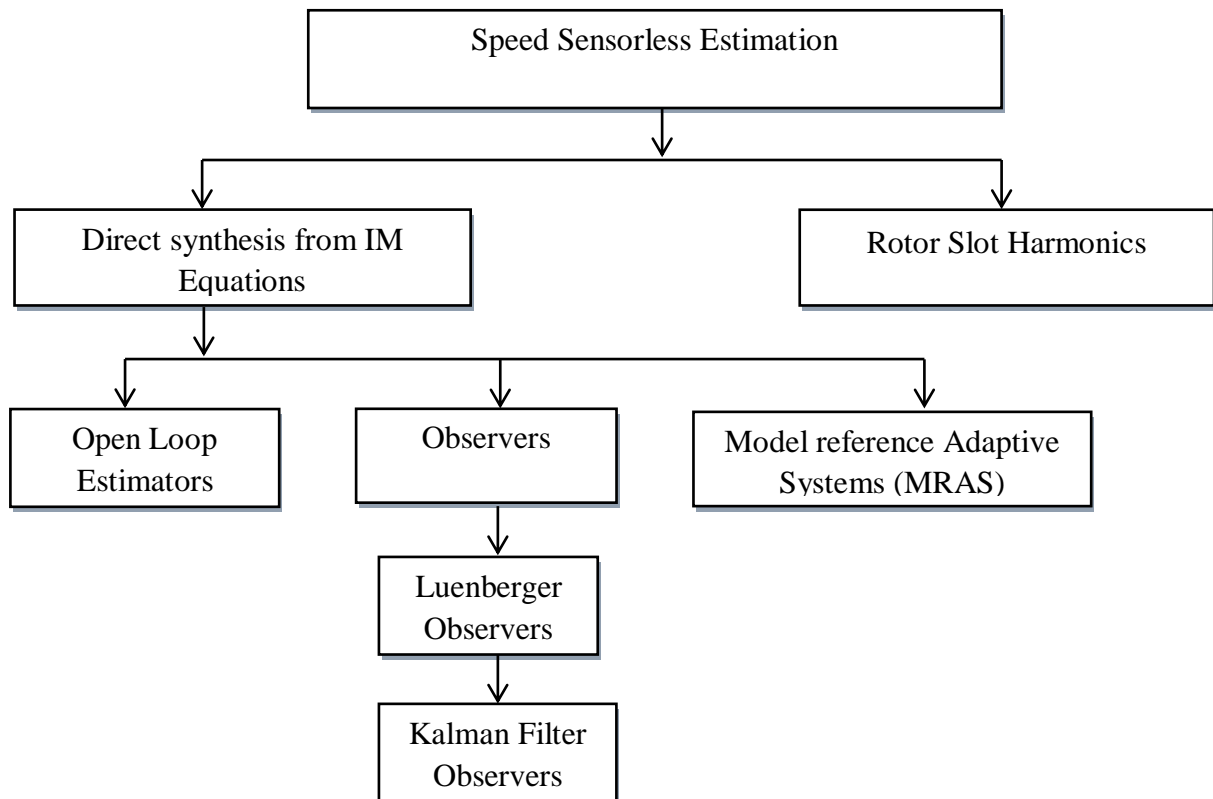 Speed Sensorless Estimation
Direct synthesis from IM
Equations
Rotor Slot Harmonics
Open Loop
Estimators
Observers
Model reference Adaptive
Systems (MRAS)
Luenberger
Observers
Kalman Filter
Observers